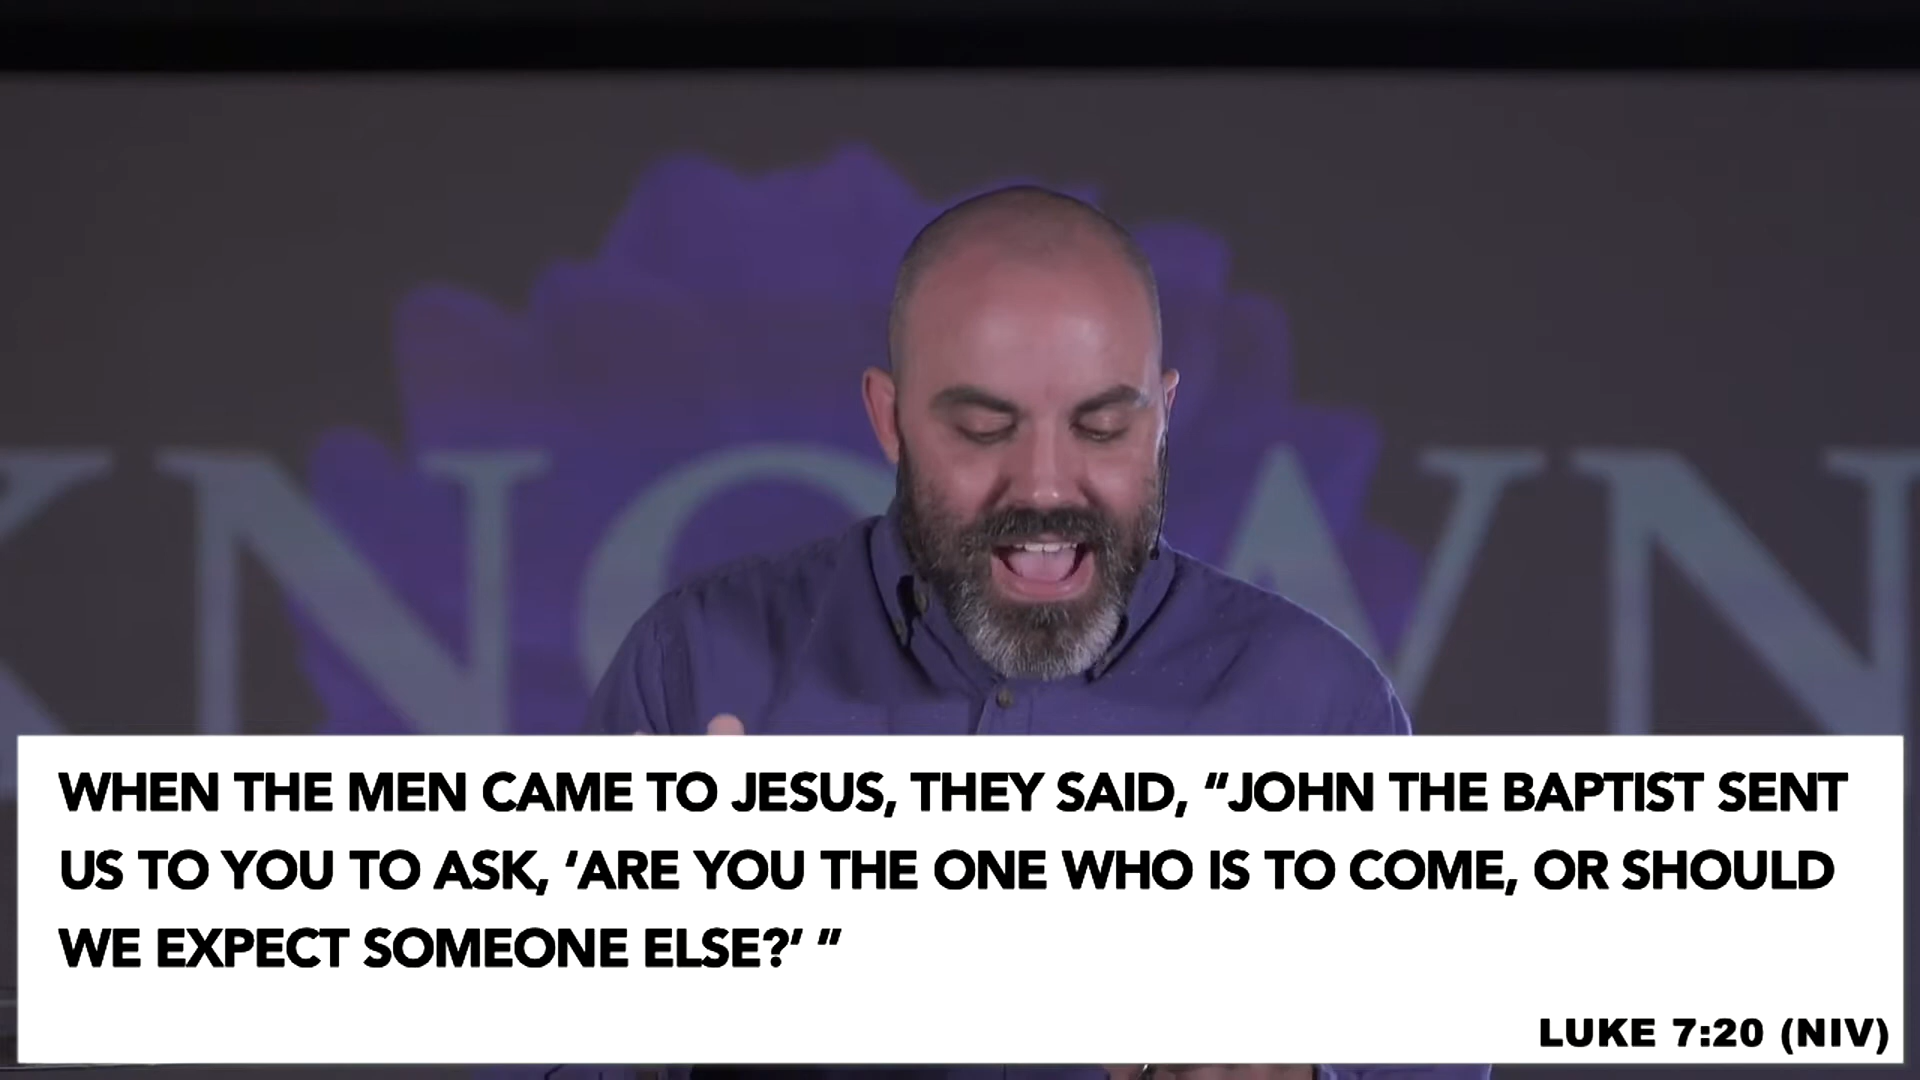 KNOWN
WHEN THE MEN CAME TO JESUS, THEY SAID, “JOHN THE BAPTIST SENT
US TO YOU TO ASK, ‘ARE YOU THE ONE WHO IS TO COME, OR SHOULD
WE EXPECT SOMEONE ELSE?’ ”
LUKE 7:20 (NIV)